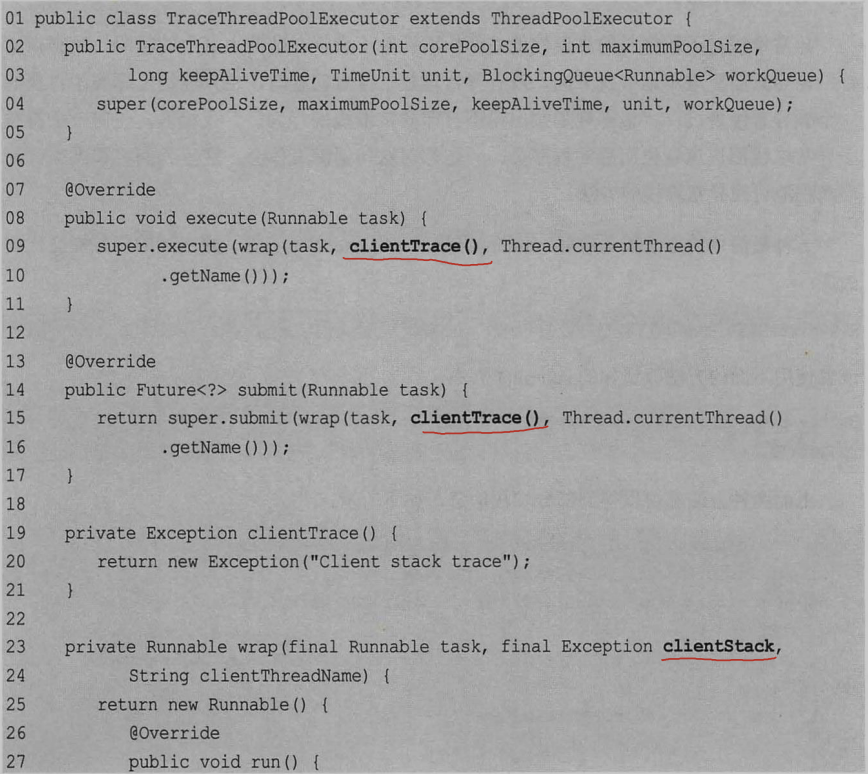 01 public class TraceThreadPoolExecutor extends ThreadPoolExecutor {
02    public TraceThreadPoolExecutor(int corePoolSize, int maximumPoolSize,
03          long keepAliveTime, TimeUnit unit, BlockingQueue<Runnable> workQueue) {
04       super(corePoolSize, maximumPoolSize, keepAliveTime, unit, workQueue);
05    }
06
07    @Override
08    public void execute(Runnable task) {
09       super.execute(wrap(task, clientTrace(), Thread.currentThread()
10             .getName()));
11    }
12
13    @Override
14    public Future<?> submit(Runnable task) {
15       return super.submit(wrap(task, clientTrace(), Thread.currentThread()
16             .getName()));
17    }
18
19    private Exception clientTrace() {
20       return new Exception("Client stack trace");
21    }
22
23    private Runnable wrap(final Runnable task, final Exception clientStack,
24          String clientThreadName) {
25       return new Runnable() {
26          @Override
27          public void run() {